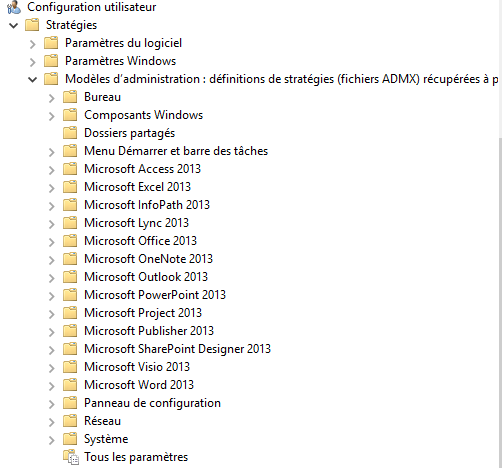 Configuration utilisateur
Stratégies
Paramètres du logiciel
Paramètres Windows
Modèles d'administration : définitions de stratégies (fichiers ADMX) récupérées à p
Bureau
Composants Windows
Dossiers partagés
Menu Démarrer et barre des tâches
Microsoft Access 2013
Microsoft Excel 2013
Microsoft InfoPath 2013
Microsoft Lync 2013
Microsoft Office 2013
Microsoft OneNote 2013
Microsoft Outlook 2013
Microsoft PowerPoint 2013
Microsoft Project 2013
Microsoft Publisher 2013
Microsoft SharePoint Designer 2013
Microsoft Visio 2013
Microsoft Word 2013
Panneau de configuration
Réseau
Système
Tous les paramètres